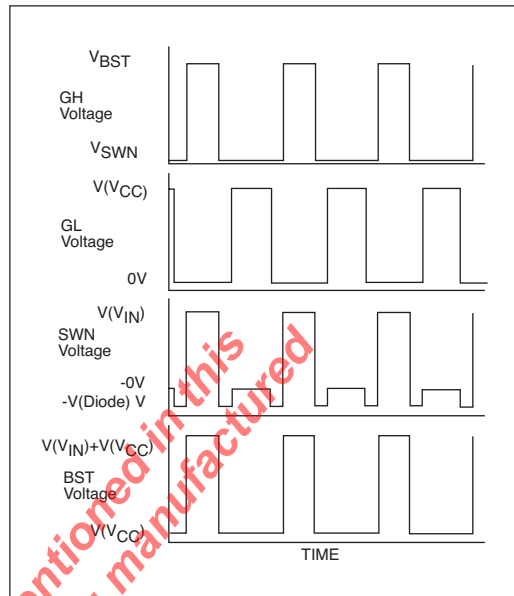 VBST
GH
Voltage
VSWN
V(VCC)
GL
Voltage
0V
V(VIN)
SWN
Voltage
-0V
-V(Diode) V
V(VIN)+V(VCC)
BST
Voltage
V(VCC)
TIME
entioned in this
manufactured